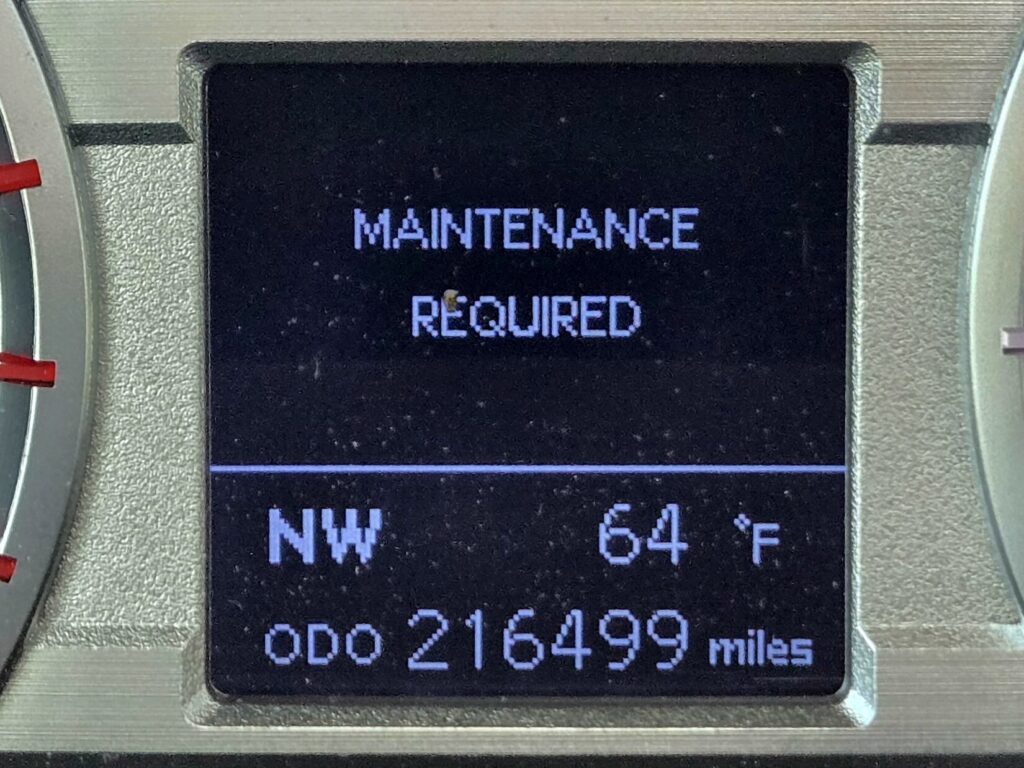 MAINTENANCE
REQUIRED
NW 64 °F
ODO 216499 miles